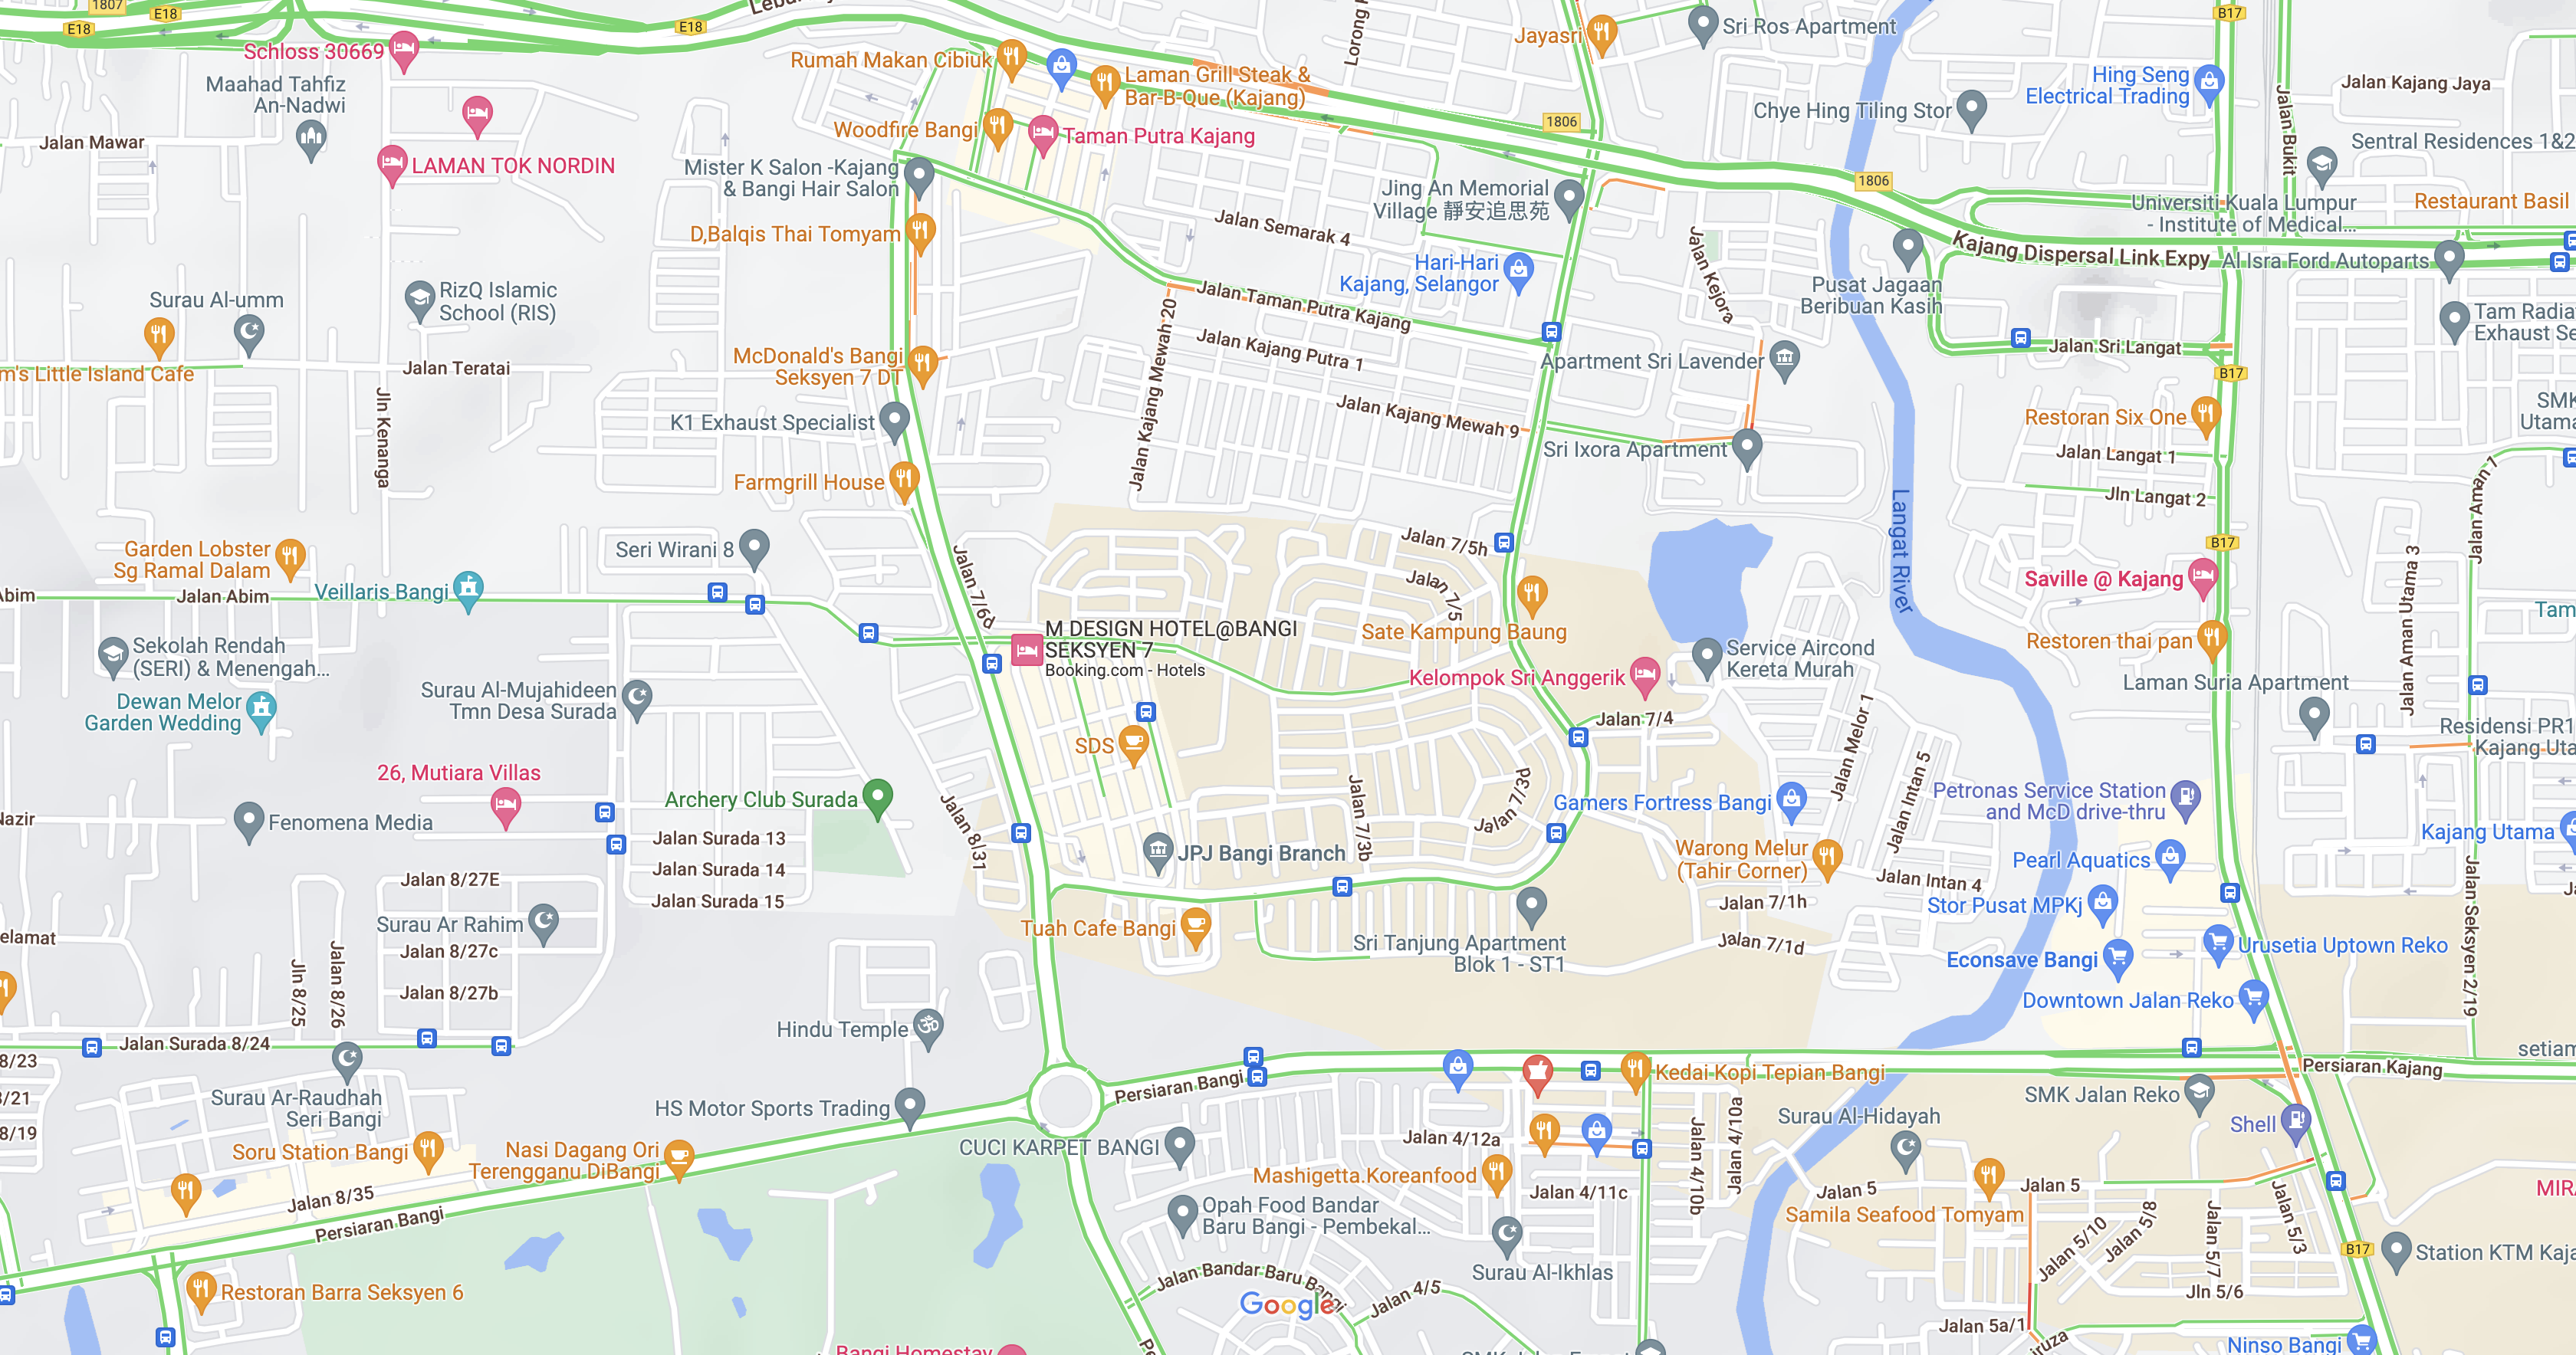 1807
E18
E18
E18
Schloss 30669
Maahad Tahfiz
An-Nadwi
Jalan Mawar
LAMAN TOK NORDIN
Rumah Makan Cibiuk
Laman Grill Steak &
Bar-B-Que (Kajang)
Woodfire Bangi
Taman Putra Kajang
Mister K Salon -Kajang
& Bangi Hair Salon
D,Balqis Thai Tomyam
Jayasri
Sri Ros Apartment
1806
1806
Chye Hing Tiling Stor
B17
Hing Seng
Electrical Trading
Jalan Bukit
Jalan Kajang Jaya
Sentral Residences 1&2
Universiti Kuala Lumpur
- Institute of Medical...
Restaurant Basil
Jing An Memorial
Village 靜安追思苑
Jalan Semarak 4
Hari-Hari
Kajang, Selangor
Jalan Kejora
Pusat Jagaan
Beribuan Kasih
Kajang Dispersal Link Expy
Al Isra Ford Autoparts
Tam Radia
Exhaust Se
Surau Al-umm
RizQ Islamic
School (RIS)
m's Little Island Cafe
Jalan Teratai
Jln Kenanga
McDonald's Bangi
Seksyen 7 DT
K1 Exhaust Specialist
Farmgrill House
Jalan Taman Putra Kajang
Jalan Kajang Putra 1
Jalan Kajang Mewah 20
Jalan Kajang Mewah 9
Apartment Sri Lavender
Sri Ixora Apartment
Jalan Sri Langat
B17
Restoran Six One
Jalan Langat 1
Jln Langat 2
SMK
Utama
Jalan Aman 1
B17
Langat River
Jalan Aman Utama 3
Garden Lobster
Sg Ramal Dalam
Seri Wirani 8
Abim
Jalan Abim
Veillaris Bangi
Jalan 7/6d
Jalan 7/5h
Jalan 7/5
Sate Kampung Baung
Saville @ Kajang
Restoren thai pan
Tam
Sekolah Rendah
(SERI) & Menengah...
Dewan Melor
Garden Wedding
Surau Al-Mujahideen
Tmn Desa Surada
M DESIGN HOTEL@BANGI
SEKSYEN 7
Booking.com - Hotels
Kelompok Sri Anggerik
Service Aircond
Kereta Murah
Jalan 7/4
Laman Suria Apartment
Residensi PR1
Kajang Uta
SDS
26, Mutiara Villas
Fenomena Media
Nazir
Archery Club Surada
Jalan 8/31
Jalan Surada 13
Jalan Surada 14
Jalan Surada 15
Jalan 7/3b
Jalan 7/3d
JPJ Bangi Branch
Gamers Fortress Bangi
Jalan Melor 1
Jalan Intan 5
Warong Melur
(Tahir Corner)
Jalan Intan 4
Jalan 7/1h
Jalan 7/1d
Petronas Service Station
and McD drive-thru
Pearl Aquatics
Stor Pusat MPKj
Kajang Utama
Jalan Seksyen 2/19
Urusetia Uptown Reko
Econsave Bangi
Downtown Jalan Reko
Jalan 8/27E
Surau Ar Rahim
Jalan 8/27c
Jalan 8/27b
elamat
Jln 8/25
Jalan 8/26
Tuah Cafe Bangi
Sri Tanjung Apartment
Blok 1 - ST1
Hindu Temple
Jalan Surada 8/24
8/23
/21
8/19
Surau Ar-Raudhah
Seri Bangi
HS Motor Sports Trading
Persiaran Bangi
Kedai Kopi Tepian Bangi
Persiaran Kajang
setiam
SMK Jalan Reko
Surau Al-Hidayah
Shell
CUCI KARPET BANGI
Jalan 4/12a
Mashigetta.Koreanfood
Jalan 4/11c
Jalan 4/10b
Jalan 4/10a
Soru Station Bangi
Nasi Dagang Ori
Terengganu DiBangi
Jalan 8/35
Persiaran Bangi
Opah Food Bandar
Baru Bangi - Pembekal...
Surau Al-Ikhlas
Jalan 5
Jalan 5
Samila Seafood Tomyam
Jalan 5/10
Jalan 5/8
Jalan 5/7
Jalan 5/3
Jln 5/6
B17
Station KTM Kaja
Restoran Barra Seksyen 6
Jalan Bandar Baru Bangi
Google
Jalan 4/5
Jalan 5a/1
Ninso Bangi
Bangi Homestay